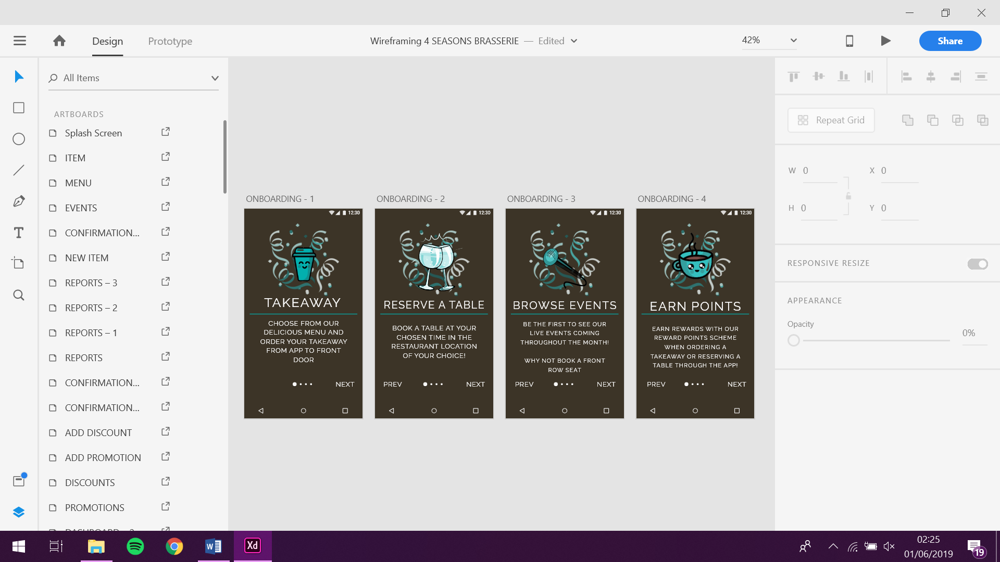 Design
Prototype
Wireframing 4 SEASONS BRASSERIE — Edited
42%
Share
All Items
ARTBOARDS
Splash Screen
ITEM
MENU
EVENTS
CONFIRMATION...
NEW ITEM
REPORTS – 3
REPORTS – 2
REPORTS – 1
REPORTS
CONFIRMATION...
CONFIRMATION...
ADD DISCOUNT
ADD PROMOTION
DISCOUNTS
PROMOTIONS
ONBOARDING - 1
12:30
TAKEAWAY
CHOOSE FROM OUR
DELICIOUS MENU AND
ORDER YOUR TAKEAWAY
FROM APP TO FRONT
DOOR
NEXT
ONBOARDING - 2
12:30
RESERVE A TABLE
BOOK A TABLE AT YOUR
CHOSEN TIME IN THE
RESTAURANT LOCATION
OF YOUR CHOICE!
PREV
NEXT
ONBOARDING - 3
12:30
BROWSE EVENTS
BE THE FIRST TO SEE OUR
LIVE EVENTS COMING
THROUGHOUT THE MONTH!
WHY NOT BOOK A FRONT
ROW SEAT
PREV
NEXT
ONBOARDING - 4
12:30
EARN POINTS
EARN REWARDS WITH OUR
REWARD POINTS SCHEME
WHEN ORDERING A
TAKEAWAY OR RESERVING A
TABLE THROUGH THE APP!
PREV
NEXT
Repeat Grid
W 0
X 0
H 0
Y 0
RESPONSIVE RESIZE
APPEARANCE
Opacity
0%
Xd
02:25
01/06/2019
19